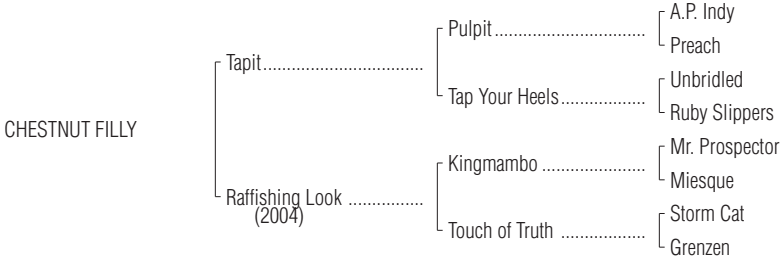 A.P. Indy
Pulpit..............................
Preach
Tapit................................
Unbridled
Tap Your Heels.................
Ruby Slippers
CHESTNUT FILLY
Mr. Prospector
Kingmambo .....................
Miesque
Raffishing Look ...............
(2004)
Storm Cat
Touch of Truth .................
Grenzen